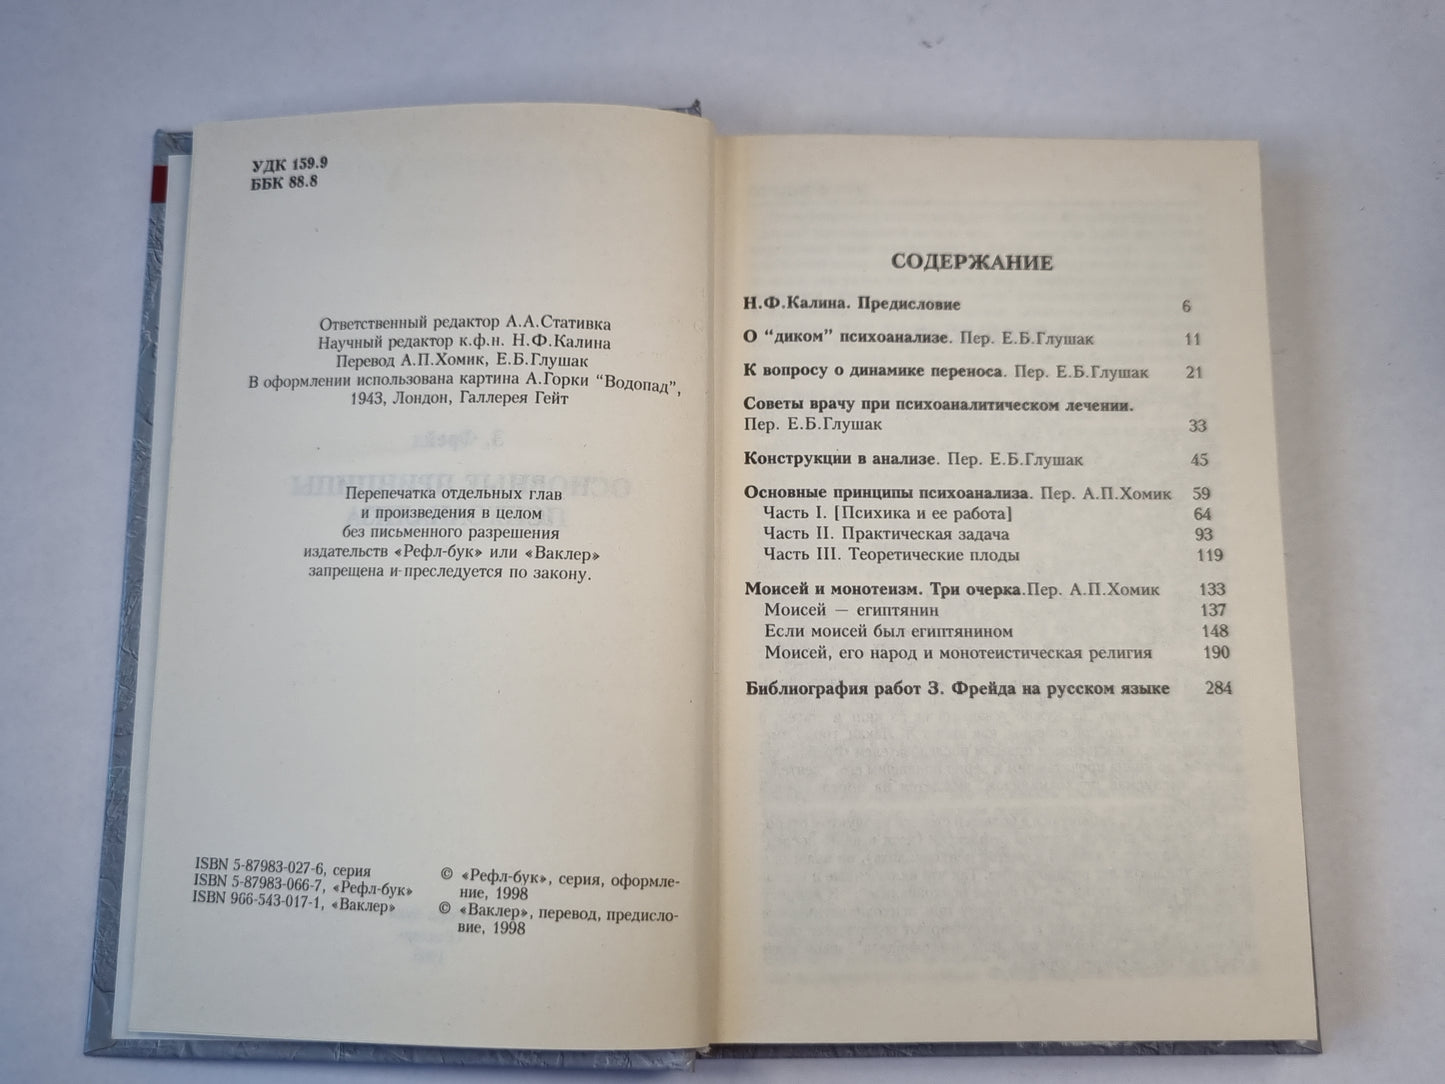 УДК 159.9
ББК 88.8
Ответственный редактор А.А.Стативка
Научный редактор к.ф.н. Н.Ф.Калина
Перевод А.П.Хомик, Е.Б.Глушак
В оформлении использована картина А.Горки “Водопад”,
1943, Лондон, Галлерея Гейт
Перепечатка отдельных глав
и произведения в целом
без письменного разрешения
издательств «Рефл-бук» или «Ваклер»
запрещена и преследуется по закону.
ISBN 5-87983-027-6, серия
ISBN 5-87983-066-7, «Рефл-бук»
ISBN 966-543-017-1, «Ваклер»
© «Рефл-бук», серия, оформле-
ние, 1998
© «Ваклер», перевод, предисло-
вие, 1998
СОДЕРЖАНИЕ
Н.Ф.Калина. Предисловие 6
О “диком” психоанализе. Пер. Е.Б.Глушак 11
К вопросу о динамике переноса. Пер. Е.Б.Глушак 21
Советы врачу при психоаналитическом лечении.
Пер. Е.Б.Глушак 33
Конструкции в анализе. Пер. Е.Б.Глушак 45
Основные принципы психоанализа. Пер. А.П.Хомик 59
Часть I. [Психика и ее работа] 64
Часть II. Практическая задача 93
Часть III. Теоретические плоды 119
Моисей и монотеизм. Три очерка.Пер. А.П.Хомик 133
Моисей — египтянин 137
Если моисей был египтянином 148
Моисей, его народ и монотеистическая религия 190
Библиография работ З. Фрейда на русском языке 284